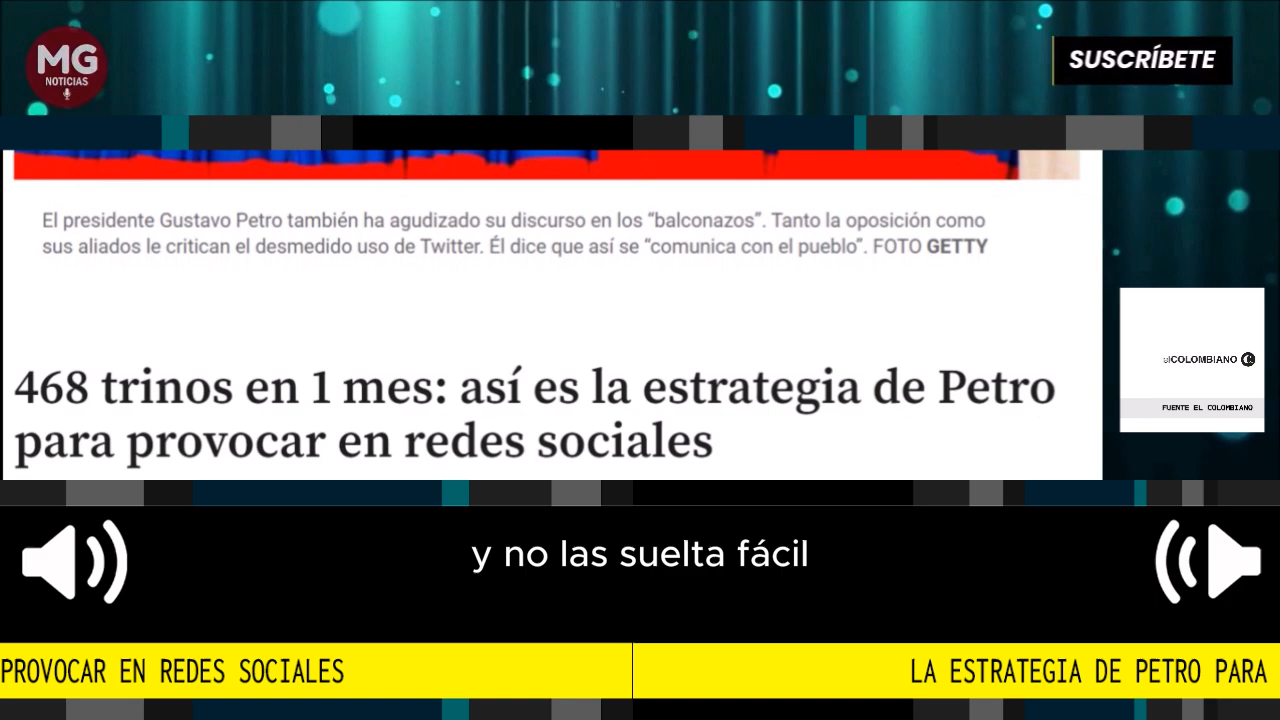 MG
NOTICIAS
SUSCRÍBETE
El presidente Gustavo Petro también ha agudizado su discurso en los “balconazos”. Tanto la oposición como
sus aliados le critican el desmedido uso de Twitter. Él dice que así se “comunica con el pueblo”. FOTO GETTY
468 trinos en 1 mes: así es la estrategia de Petro
para provocar en redes sociales
elCOLOMBIANO C
FUENTE EL COLOMBIANO
y no las suelta fácil
PROVOCAR EN REDES SOCIALES
LA ESTRATEGIA DE PETRO PARA